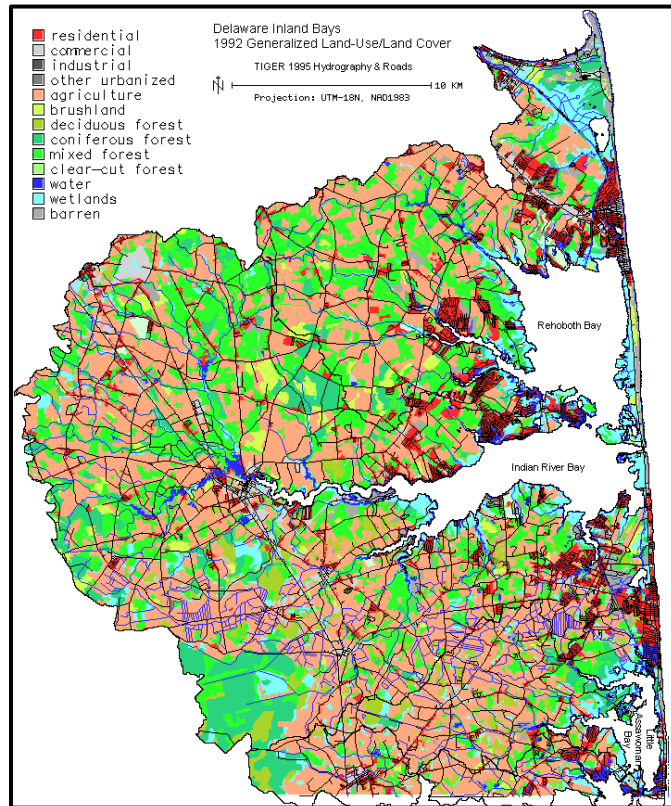 Delaware Inland Bays
1992 Generalized Land-Use/Land Cover
TIGER 1995 Hydrography & Roads
N
10 KM
Projection: UTM-18N, NAD1983
residential
commercial
industrial
other urbanized
agriculture
brushland
deciduous forest
coniferous forest
mixed forest
clear-cut forest
water
wetlands
barren
Rehoboth Bay
Indian River Bay
Little
Assawoman
Bay